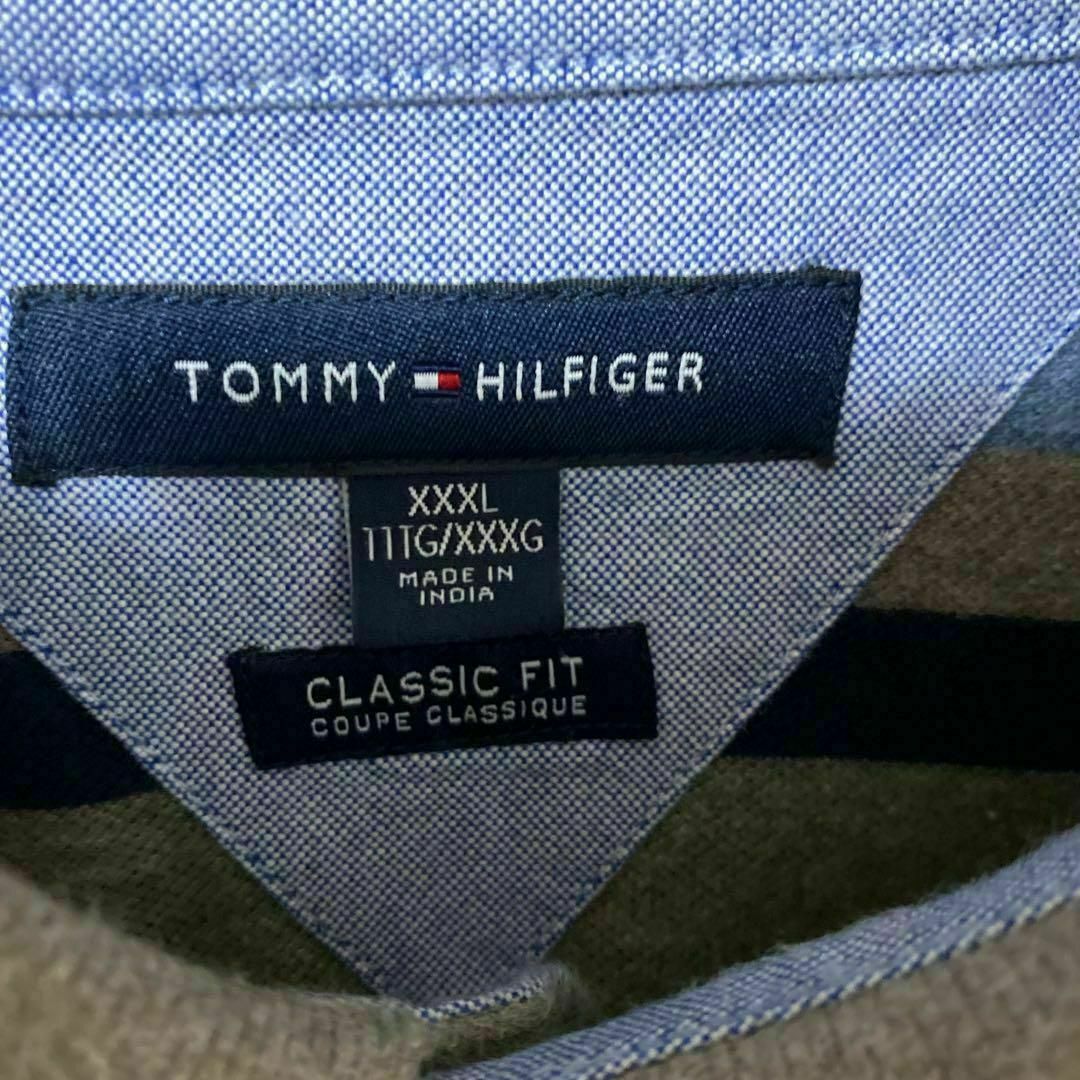 TOMMY HILFIGER
XXXL
11TG/XXXG
MADE IN
INDIA
CLASSIC FIT
COUPE CLASSIQUE